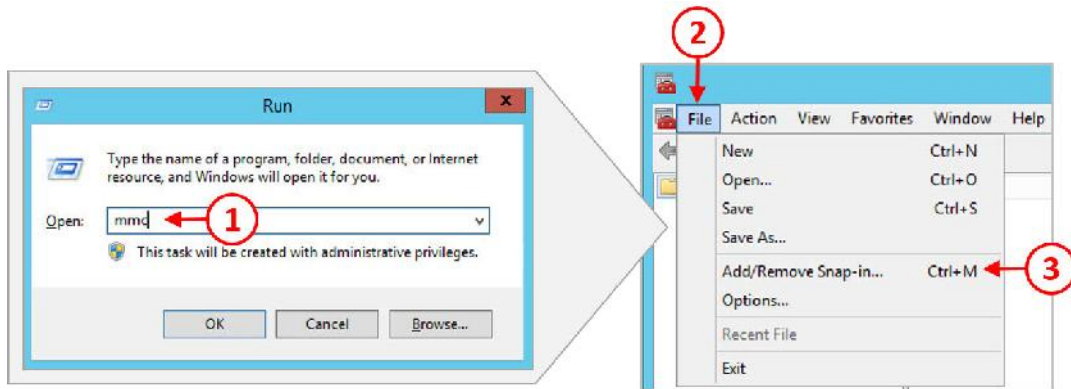 2
Run
x
Type the name of a program, folder, document, or Internet
resource, and Windows will open it for you.
Open: mmc
1
This task will be created with administrative privileges.
OK Cancel Browse...
File Action View Favorites Window Help
New Ctrl+N
Open... Ctrl+O
Save Ctrl+S
Save As...
Add/Remove Snap-in... Ctrl+M
3
Options...
Recent File
Exit